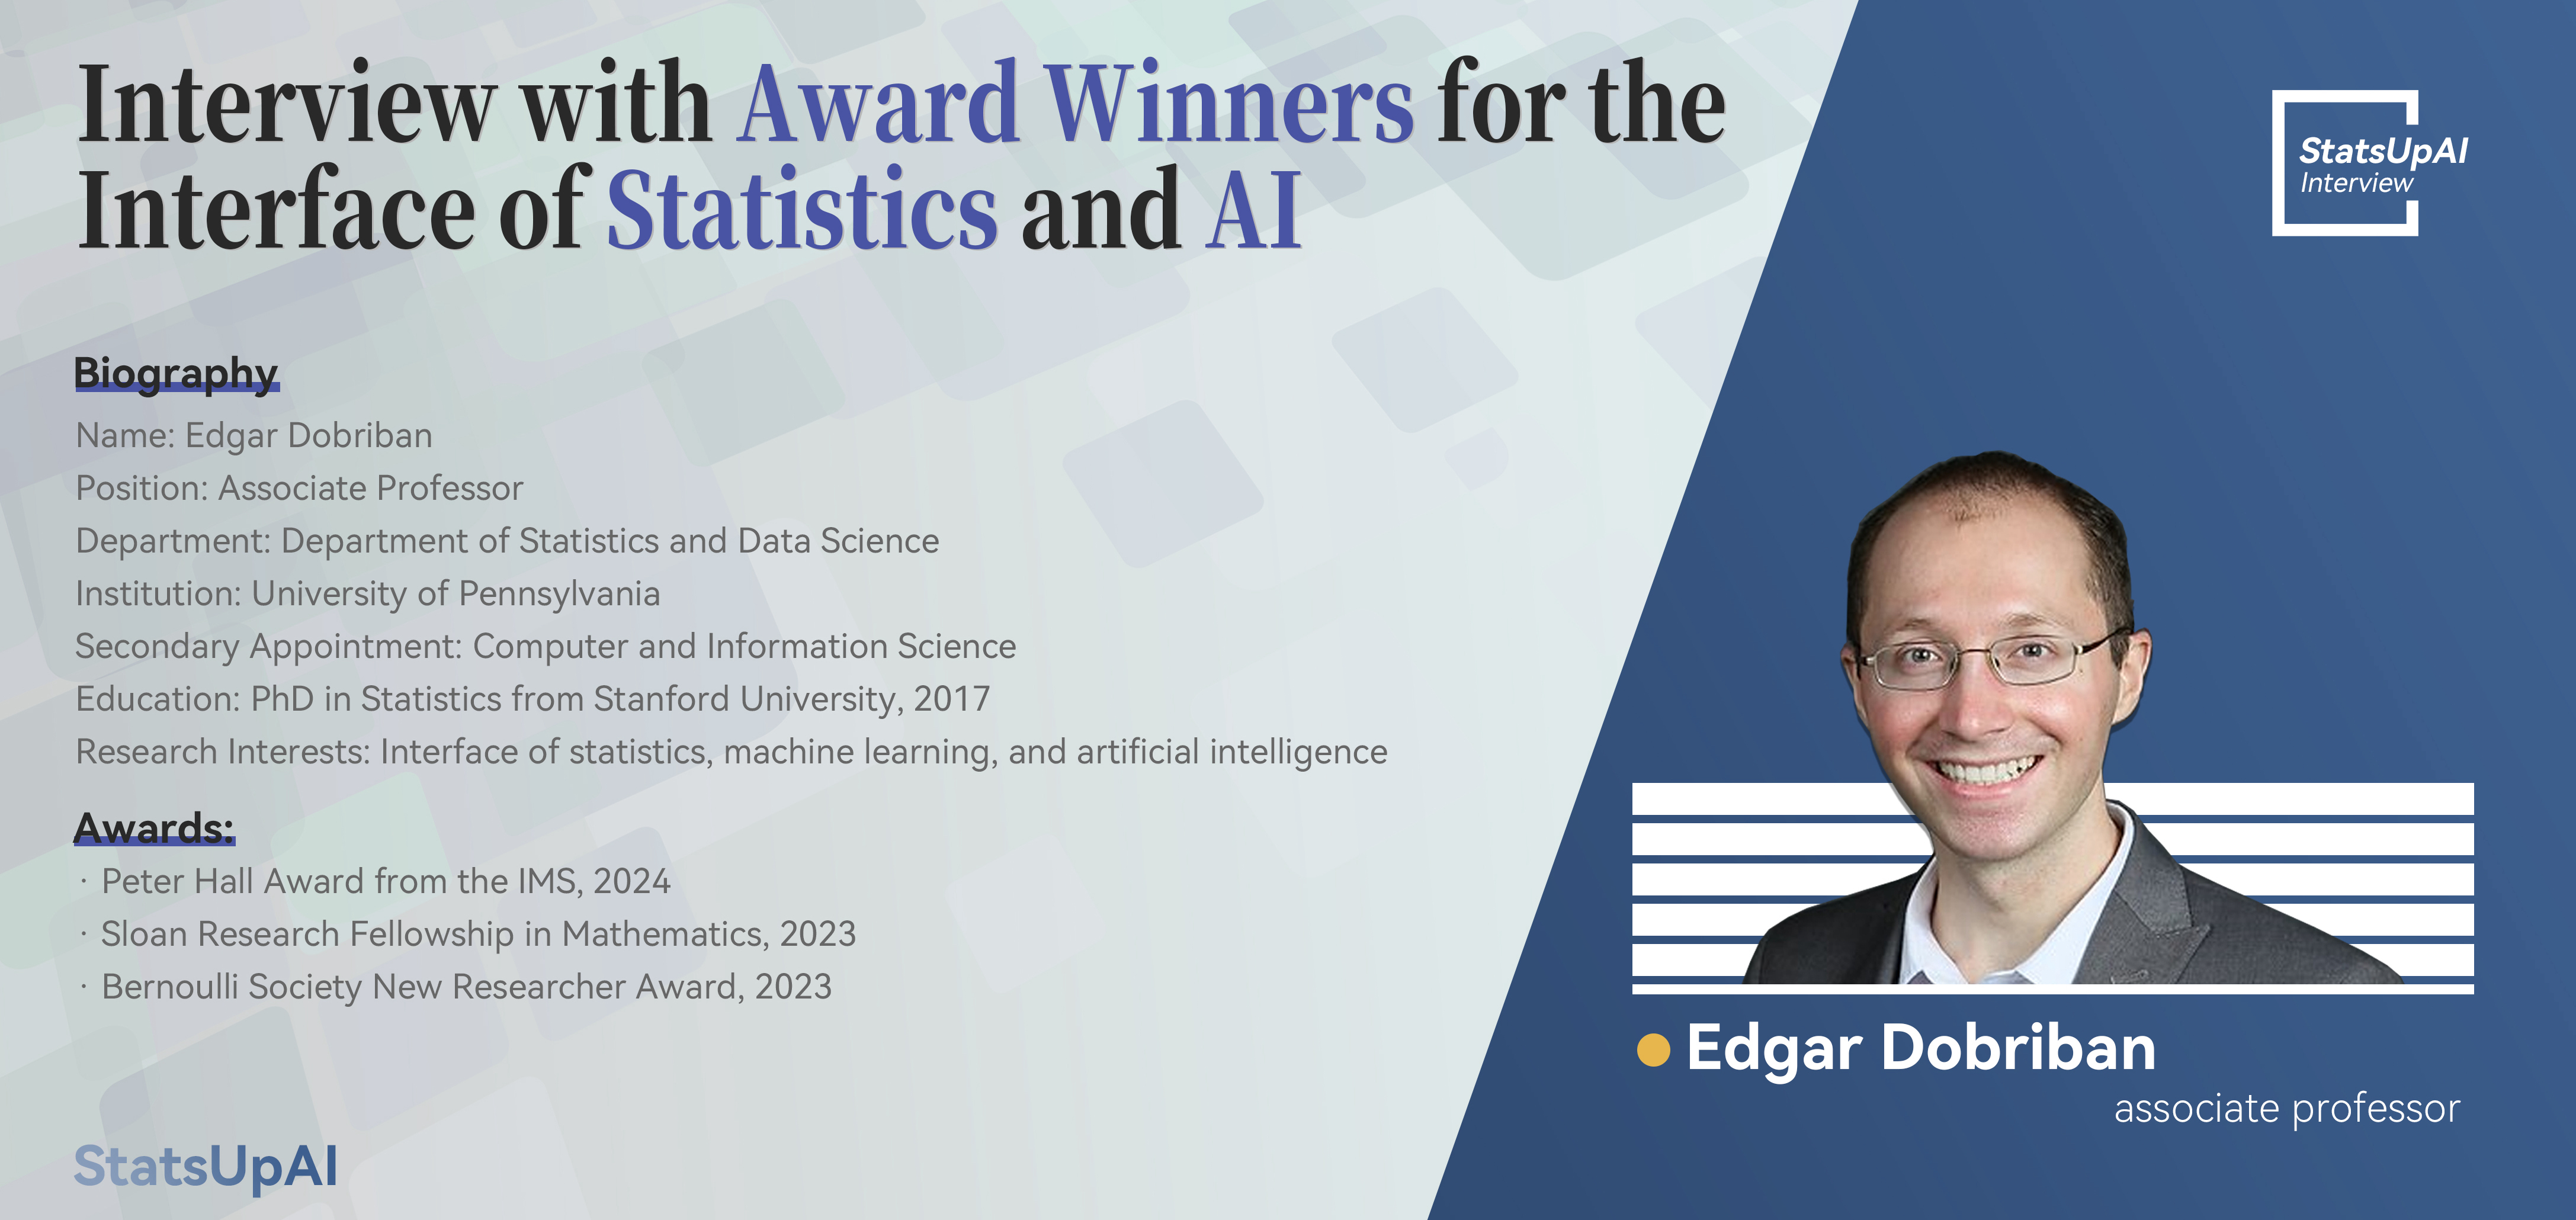 Interview with Award Winners for the
Interface of Statistics and AI
StatsUpAI
Interview
Biography
Name: Edgar Dobriban
Position: Associate Professor
Department: Department of Statistics and Data Science
Institution: University of Pennsylvania
Secondary Appointment: Computer and Information Science
Education: PhD in Statistics from Stanford University, 2017
Research Interests: Interface of statistics, machine learning, and artificial intelligence
Awards:
· Peter Hall Award from the IMS, 2024
· Sloan Research Fellowship in Mathematics, 2023
· Bernoulli Society New Researcher Award, 2023
Edgar Dobriban
associate professor
StatsUpAI